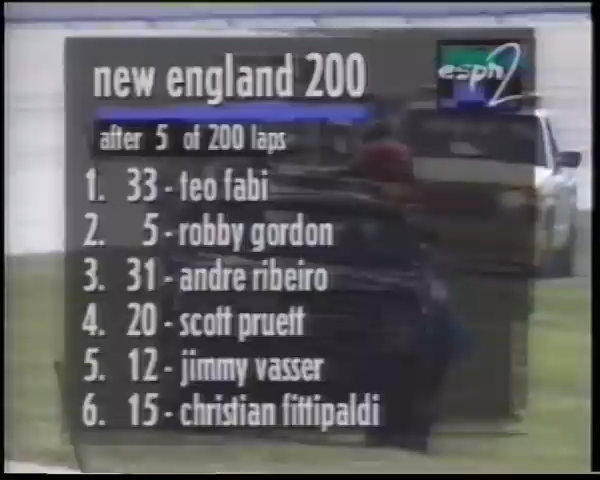 new england 200
espn2
after 5 of 200 laps
1. 33 - teo fabi
2. 5 - robby gordon
3. 31 - andre ribeiro
4. 20 - scott pruett
5. 12 - jimmy vasser
6. 15 - christian fittipaldi